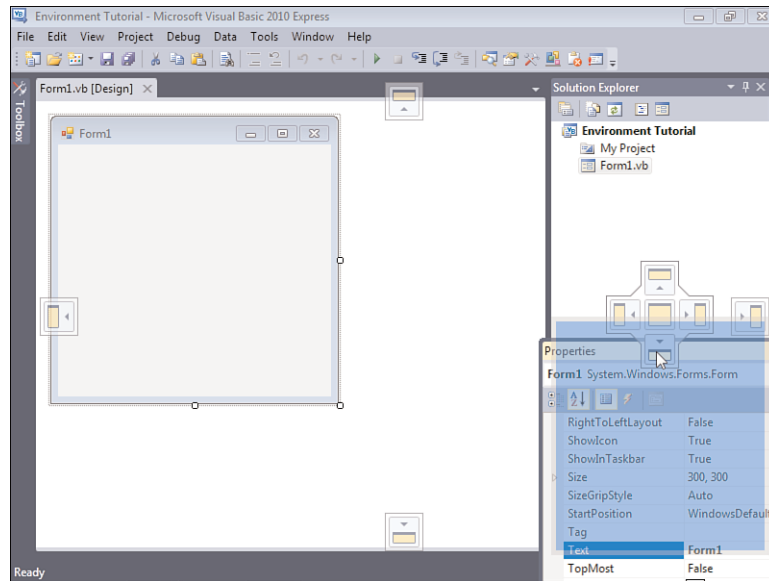 Environment Tutorial - Microsoft Visual Basic 2010 Express
File Edit View Project Debug Data Tools Window Help
Toolbox
Form1.vb [Design]
Form1
Solution Explorer
Environment Tutorial
My Project
Form1.vb
Properties
Form1 System.Windows.Forms.Form
RightToLeftLayout False
ShowIcon True
ShowInTaskbar True
Size 300, 300
SizeGripStyle Auto
StartPosition WindowsDefault
Tag
Text Form1
TopMost False
Ready